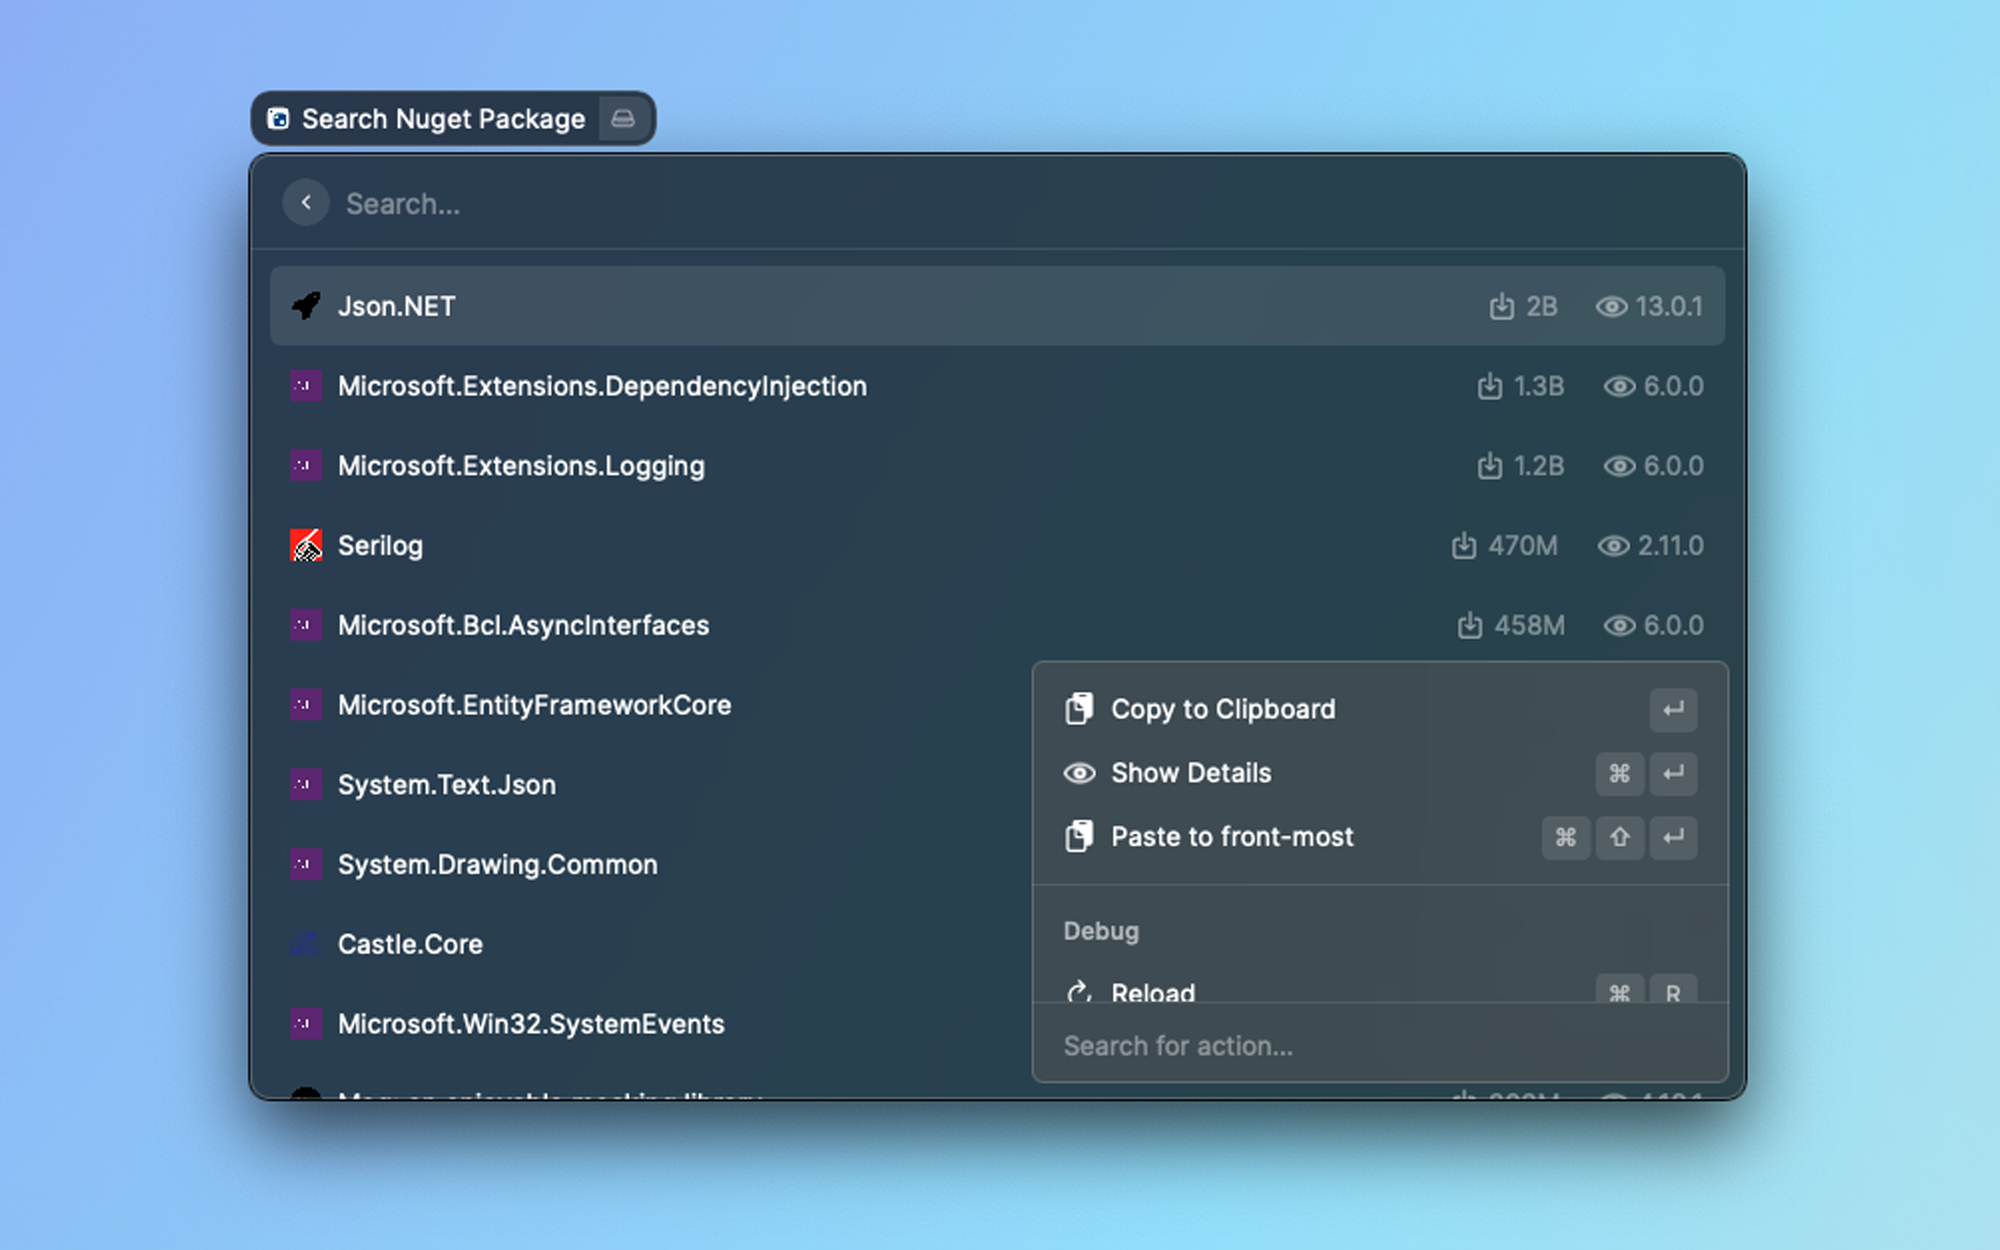 Search Nuget Package
Search...
Json.NET 2B 13.0.1
Microsoft.Extensions.DependencyInjection 1.3B 6.0.0
Microsoft.Extensions.Logging 1.2B 6.0.0
Serilog 470M 2.11.0
Microsoft.Bcl.AsyncInterfaces 458M 6.0.0
Microsoft.EntityFrameworkCore
System.Text.Json
System.Drawing.Common
Castle.Core
Microsoft.Win32.SystemEvents
Copy to Clipboard ↵
Show Details ⌘ ↵
Paste to front-most ⌘ ⇧ ↵
Debug
Reload ⌘ R
Search for action...